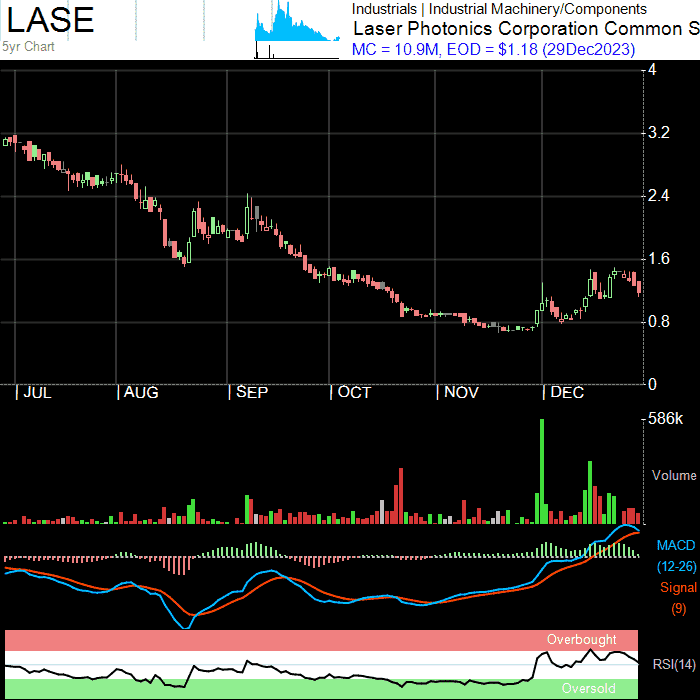 LASE
5yr Chart
Industrials | Industrial Machinery/Components
Laser Photonics Corporation Common S
MC = 10.9M, EOD = $1.18 (29Dec2023)
4
3.2
2.4
1.6
0.8
0
| JUL | AUG | SEP | OCT | NOV | DEC
586k
Volume
MACD
(12-26)
Signal
(9)
Overbought
RSI(14)
Oversold